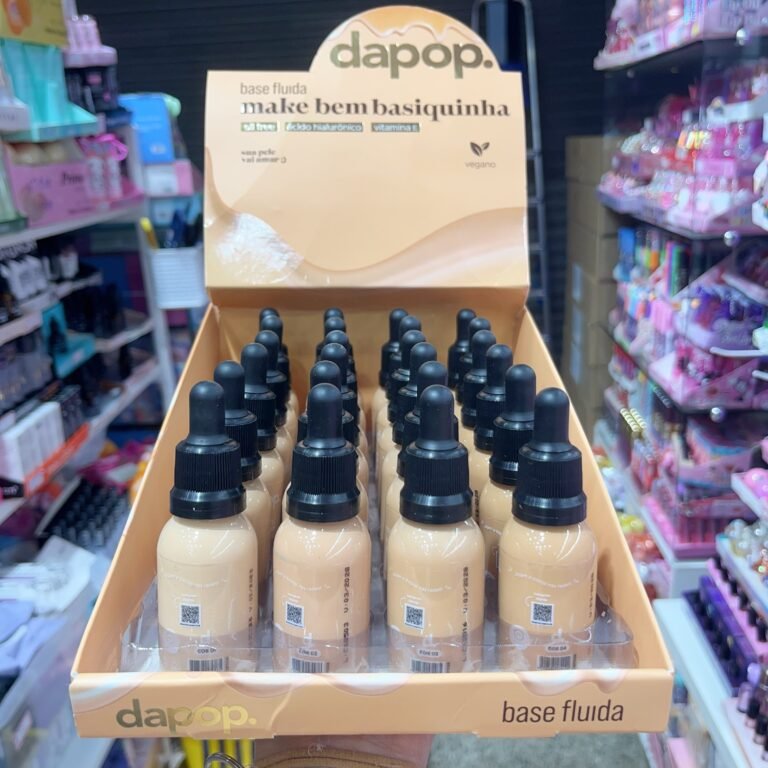 dapop.
base fluida
make bem basiquinha
oil free ácido hialurônico vitamina E
sua pele
vai amar :)
vegano
dapop.
base fluida